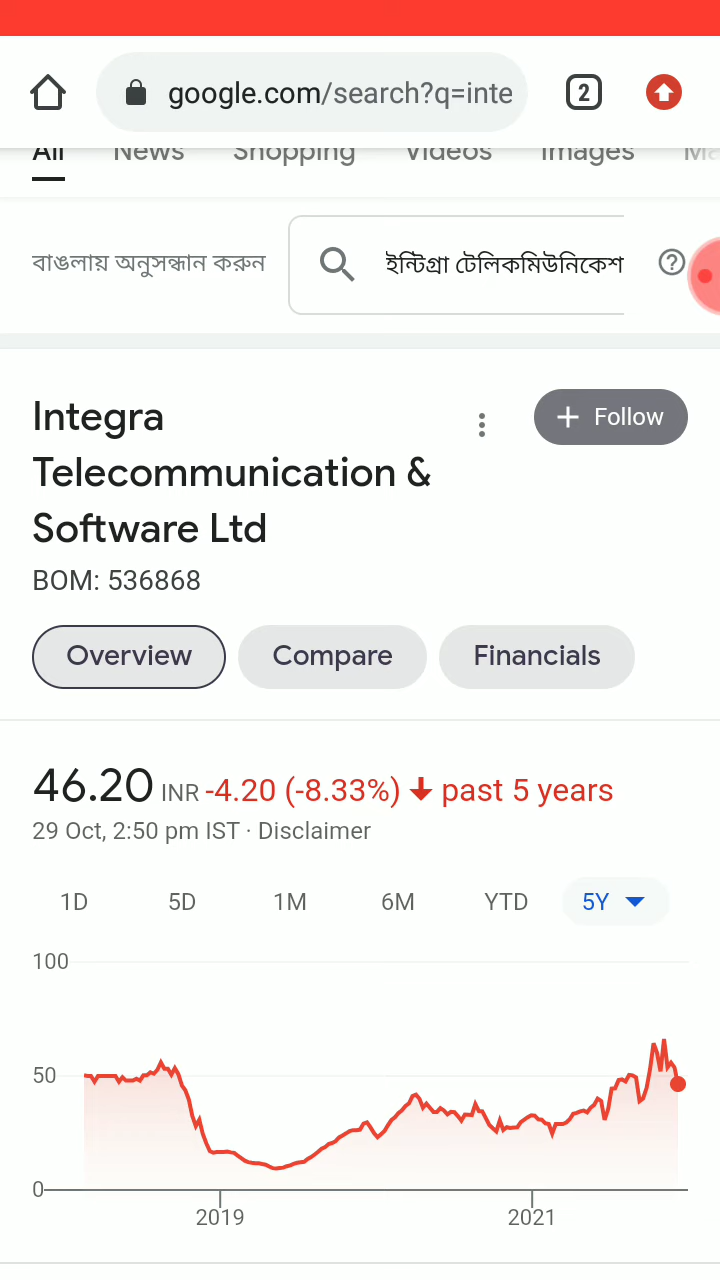 google.com/search?q=inte
2
All News Shopping Videos Images
বাঙলায় অনুসন্ধান করুন
ইন্টিগ্রা টেলিকমিউনিকেশ
Integra
Telecommunication &
Software Ltd
+ Follow
BOM: 536868
Overview Compare Financials
46.20 INR -4.20 (-8.33%) ↓ past 5 years
29 Oct, 2:50 pm IST · Disclaimer
1D 5D 1M 6M YTD 5Y
100
50
0
2019 2021